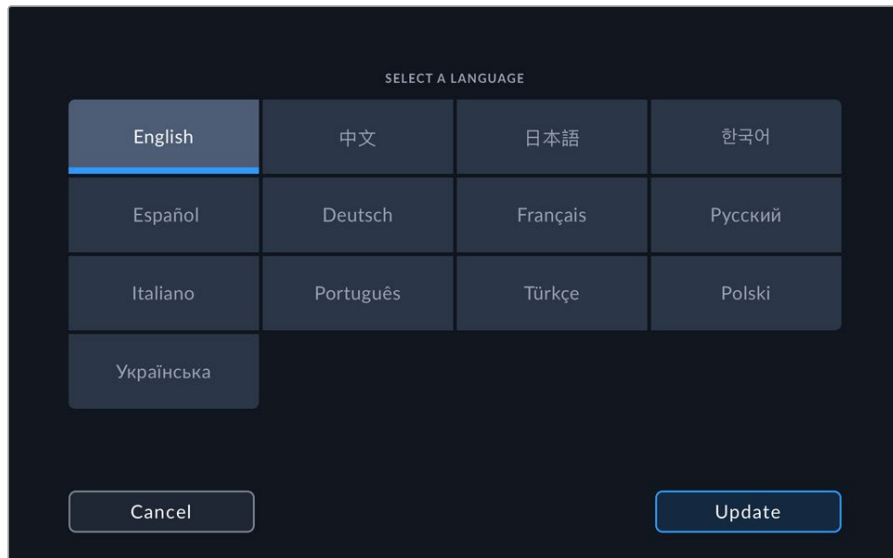 SELECT A LANGUAGE
English 中文 日本語 한국어
Español Deutsch Français Русский
Italiano Português Türkçe Polski
Українська
Cancel Update